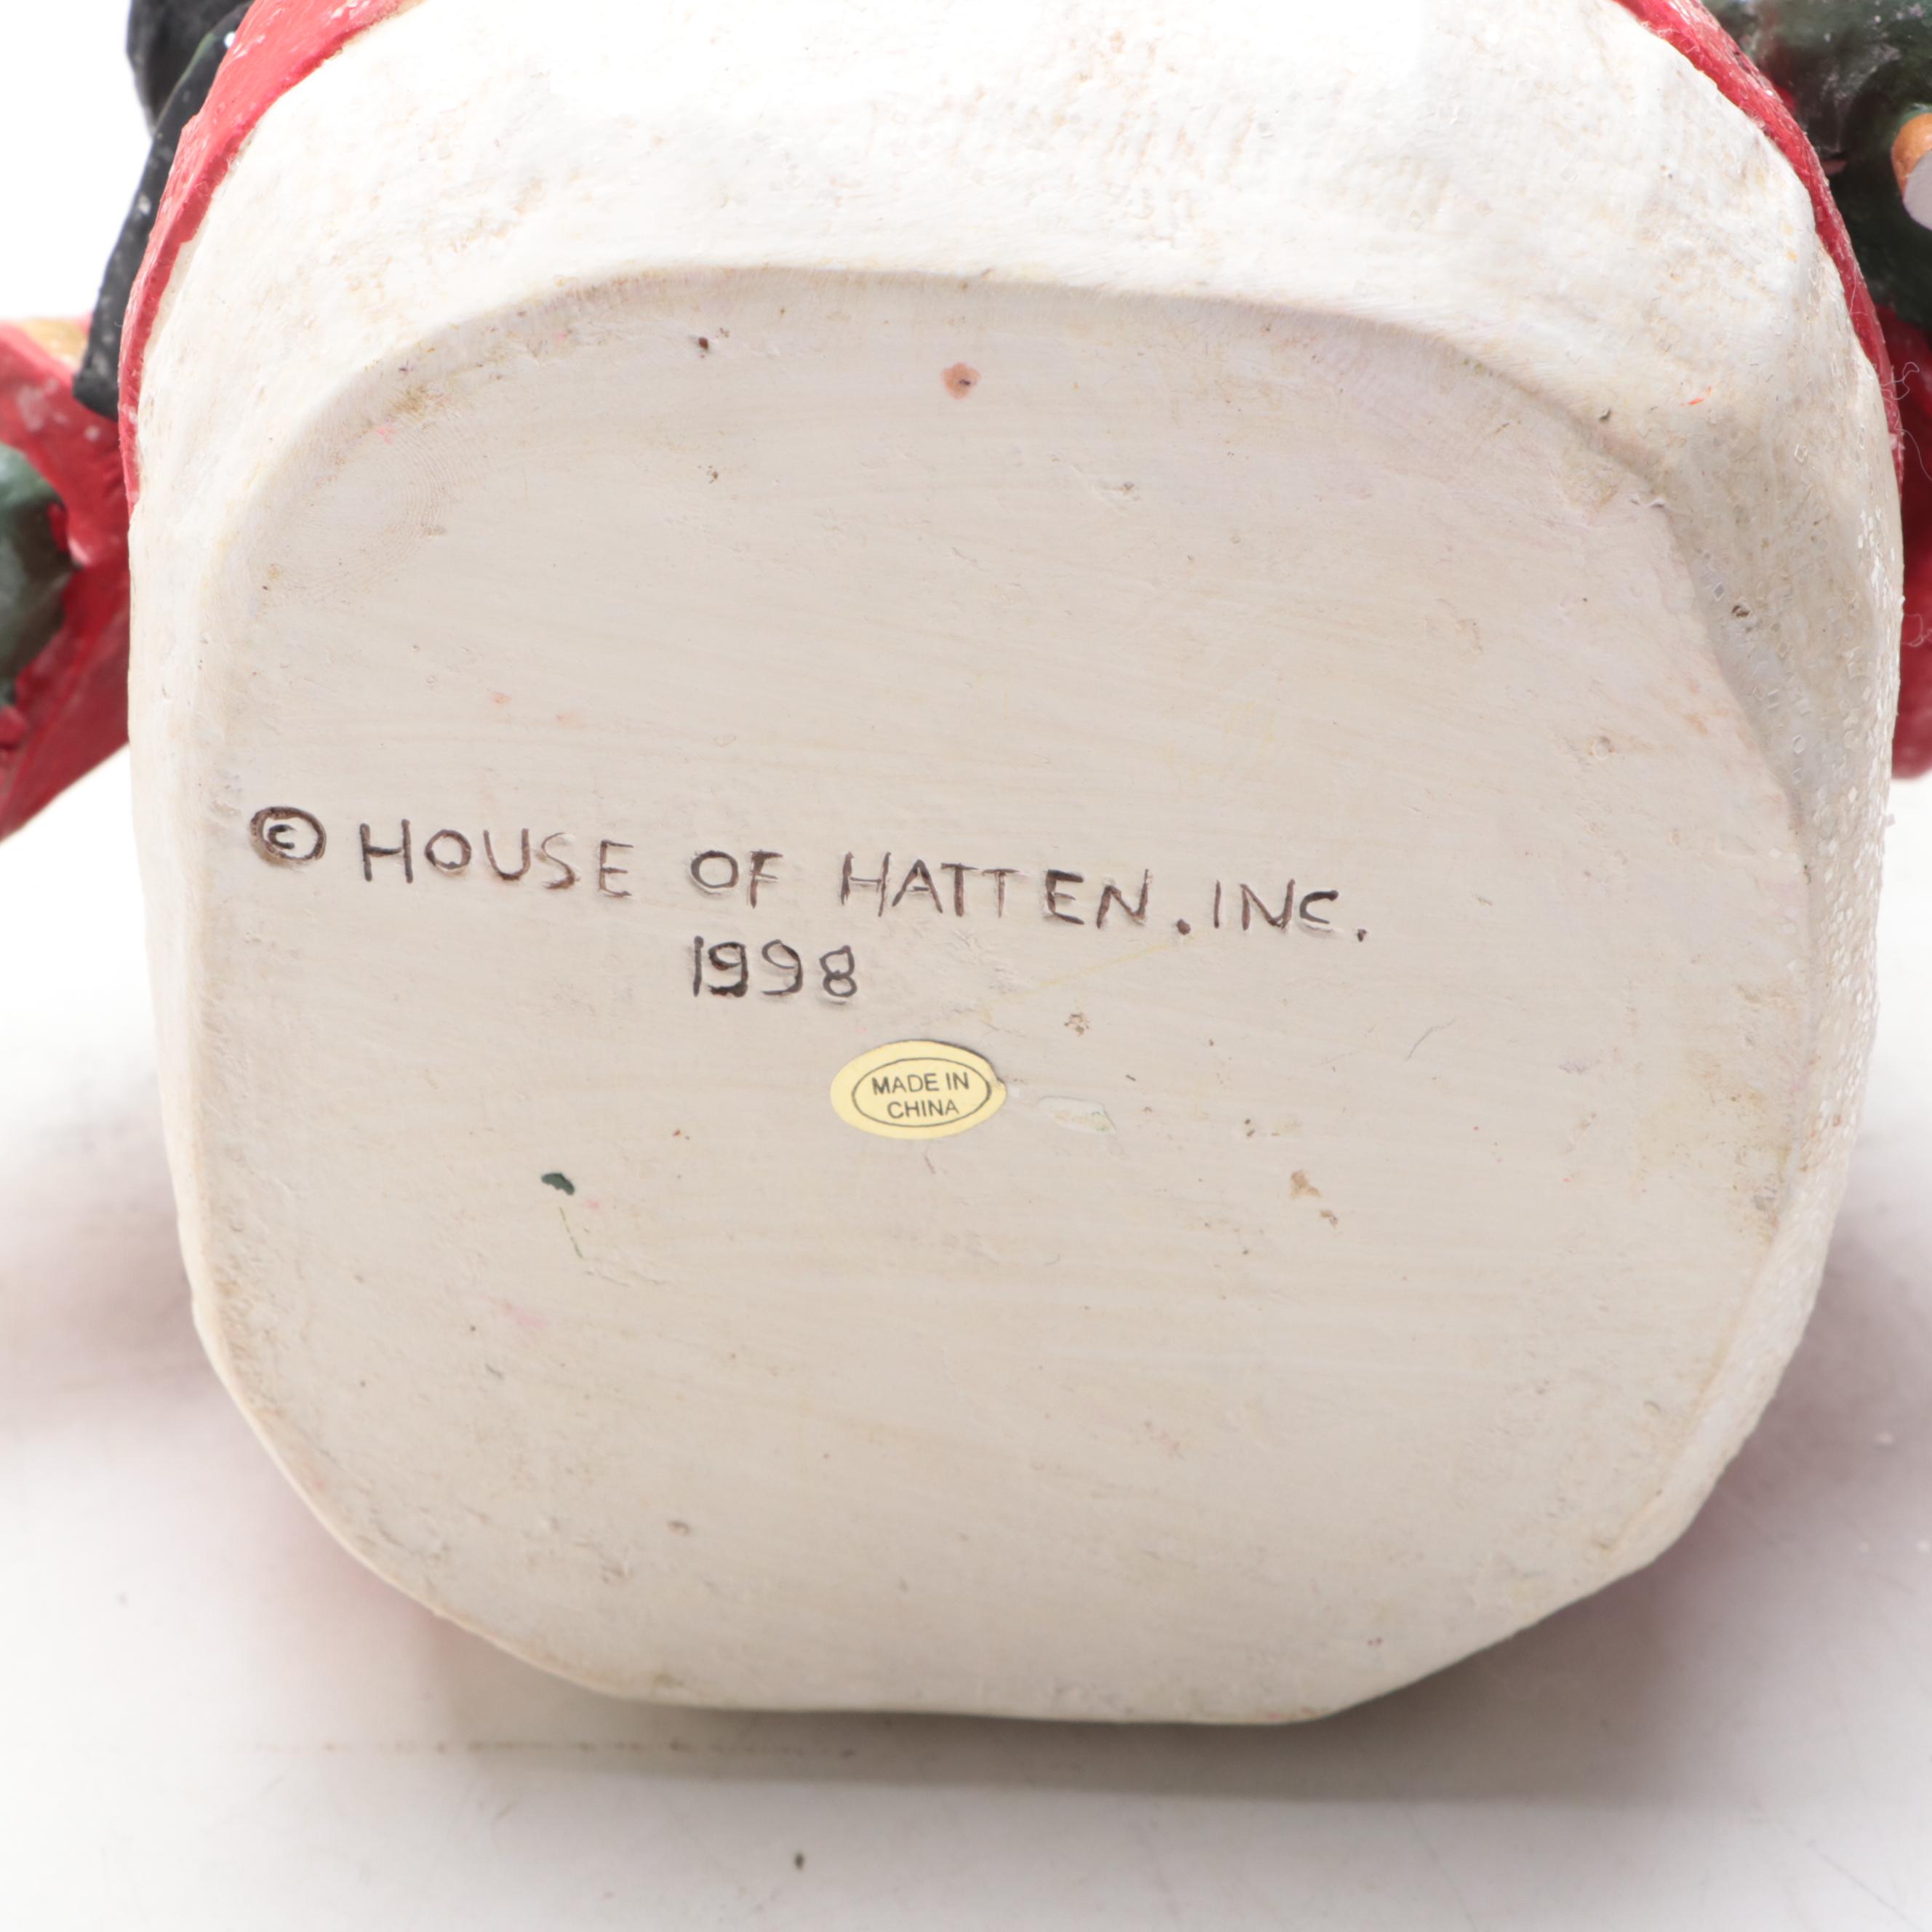 © HOUSE OF HATTEN. INC.
1998
MADE IN
CHINA